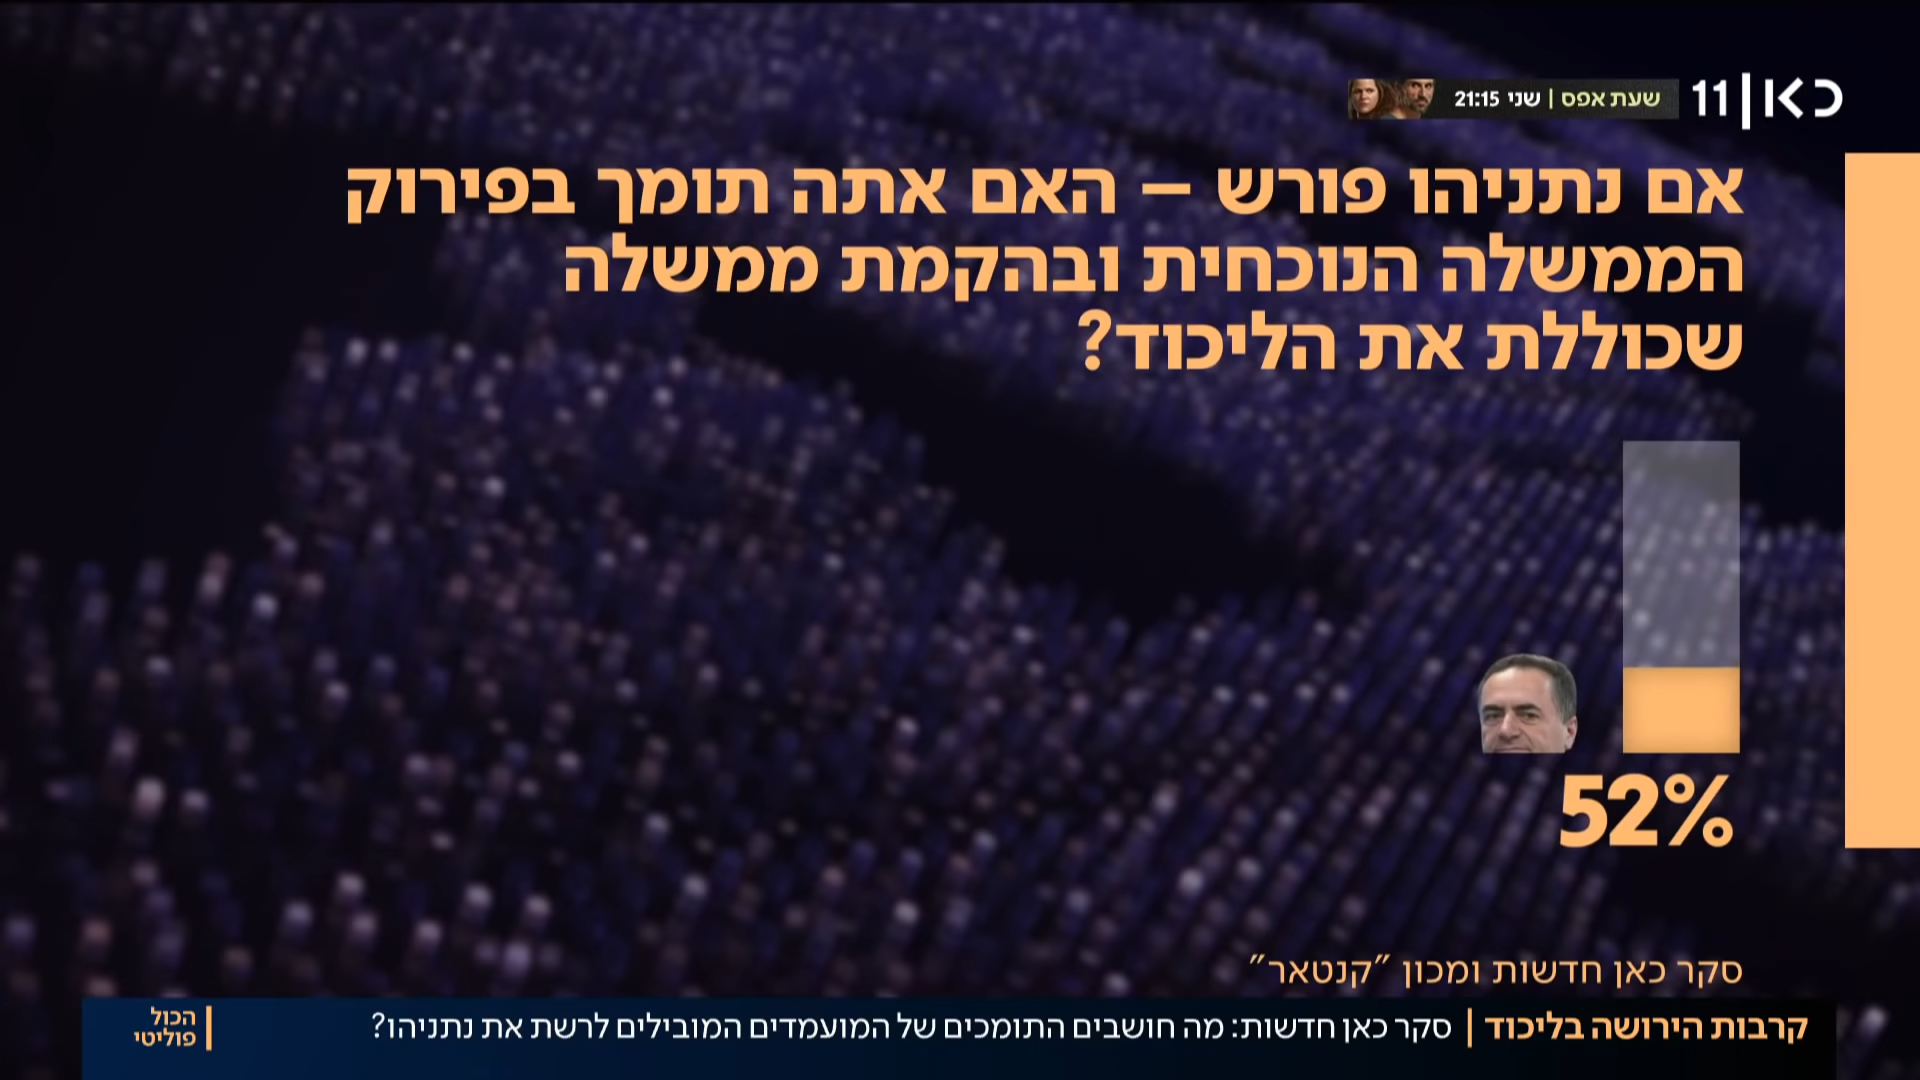 שעת אפס | שני 21:15
כאן | 11
אם נתניהו פורש – האם אתה תומך בפירוק
הממשלה הנוכחית ובהקמת ממשלה
שכוללת את הליכוד?
52%
סקר כאן חדשות ומכון "קנטאר"
קרבות הירושה בליכוד | סקר כאן חדשות: מה חושבים התומכים של המועמדים המובילים לרשת את נתניהו?
הכול
פוליטי